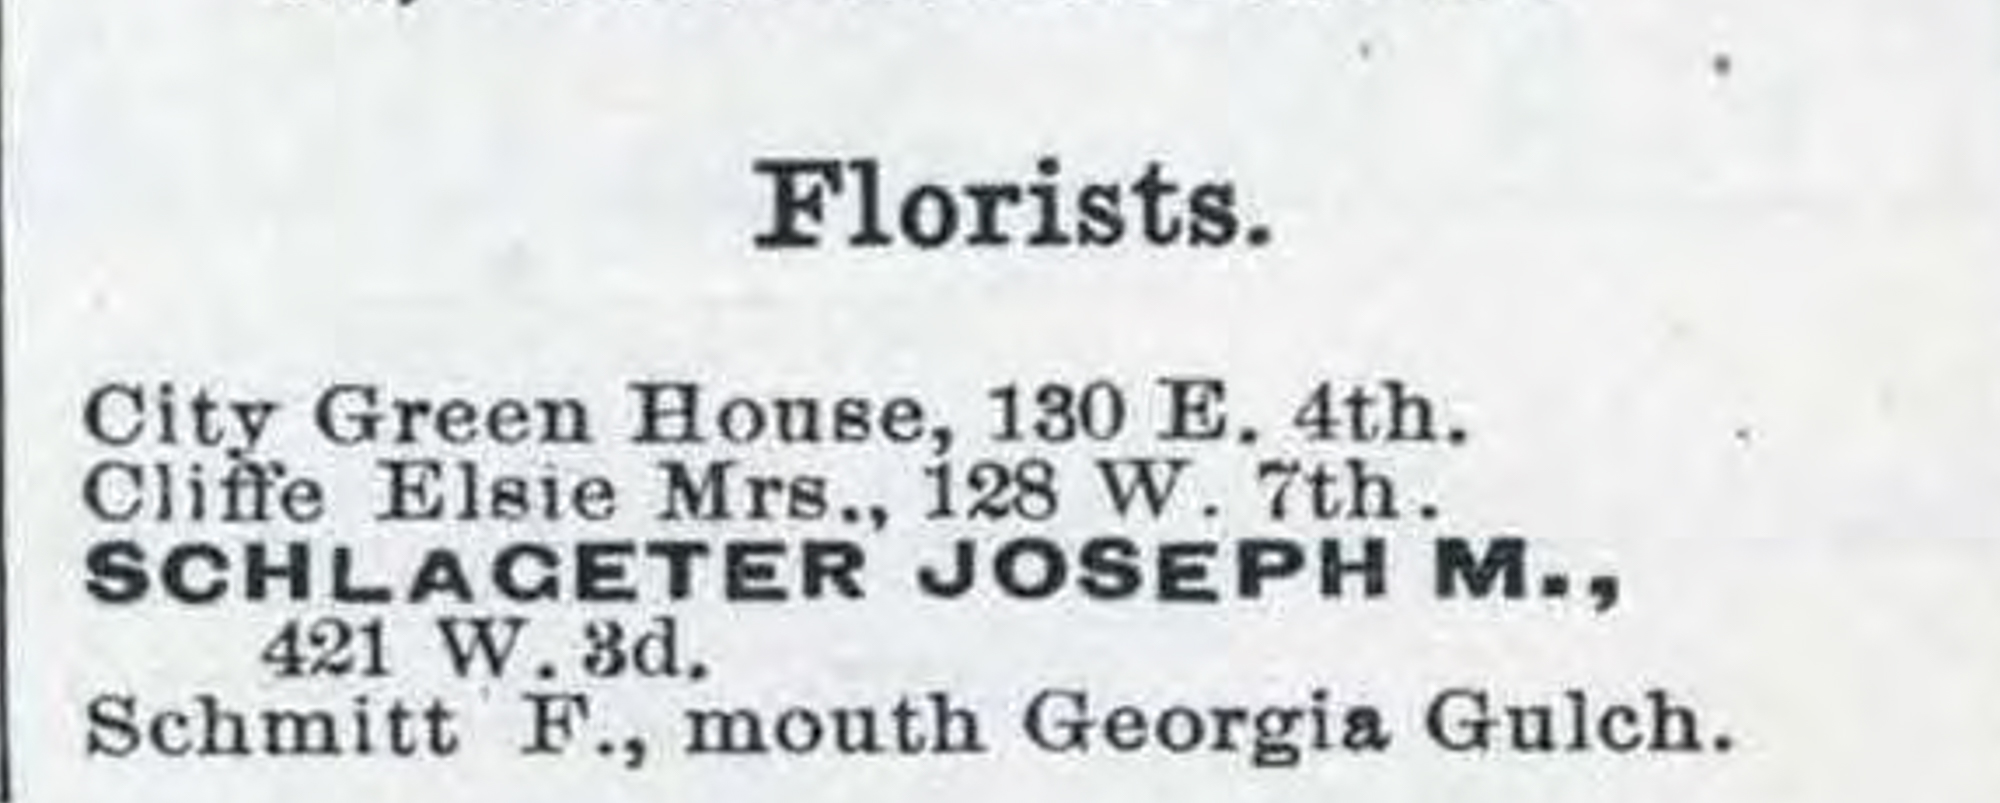 Florists.
City Green House, 130 E. 4th.
Cliffe Elsie Mrs., 128 W. 7th.
SCHLAGETER JOSEPH M.,
421 W. 3d.
Schmitt F., mouth Georgia Gulch.